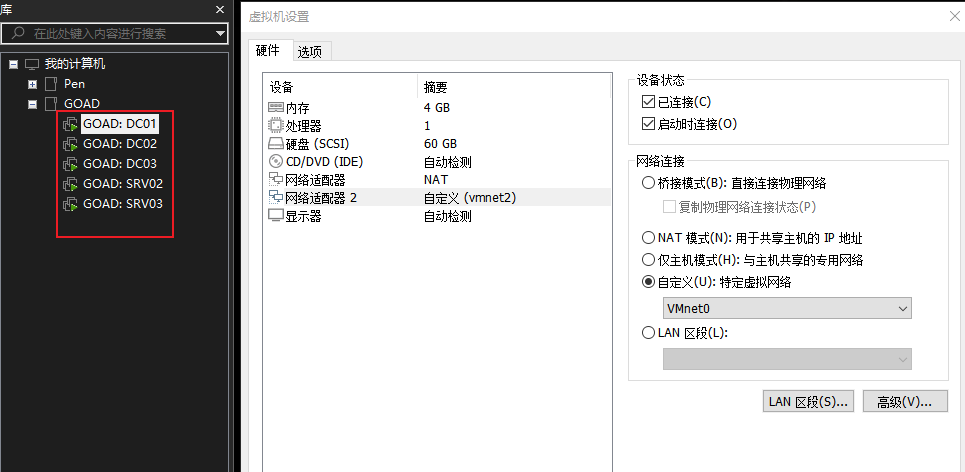 库
在此处键入内容进行搜索
我的计算机
Pen
GOAD
GOAD: DC01
GOAD: DC02
GOAD: DC03
GOAD: SRV02
GOAD: SRV03
虚拟机设置
硬件 选项
设备 摘要
内存 4 GB
处理器 1
硬盘 (SCSI) 60 GB
CD/DVD (IDE) 自动检测
网络适配器 NAT
网络适配器 2 自定义 (vmnet2)
显示器 自动检测
设备状态
已连接(C)
启动时连接(O)
网络连接
桥接模式(B): 直接连接物理网络
复制物理网络连接状态(P)
NAT 模式(N): 用于共享主机的 IP 地址
仅主机模式(H): 与主机共享的专用网络
自定义(U): 特定虚拟网络
VMnet0
LAN 区段(L):
LAN 区段(S)... 高级(V)...